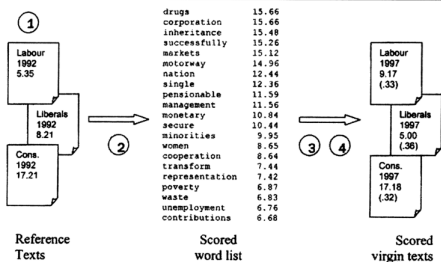 1
Labour
1992
5.35
Liberals
1992
8.21
Cons.
1992
17.21
Reference
Texts
2
drugs 15.66
corporation 15.66
inheritance 15.48
successfully 15.26
markets 15.12
motorway 14.96
nation 12.44
single 12.36
pensionable 11.59
management 11.56
monetary 10.84
secure 10.44
minorities 9.95
women 8.65
cooperation 8.64
transform 7.44
representation 7.42
poverty 6.87
waste 6.83
unemployment 6.76
contributions 6.68
Scored
word list
3 4
Labour
1997
9.17
(.33)
Liberals
1997
5.00
(.36)
Cons.
1997
17.18
(.32)
Scored
virgin texts